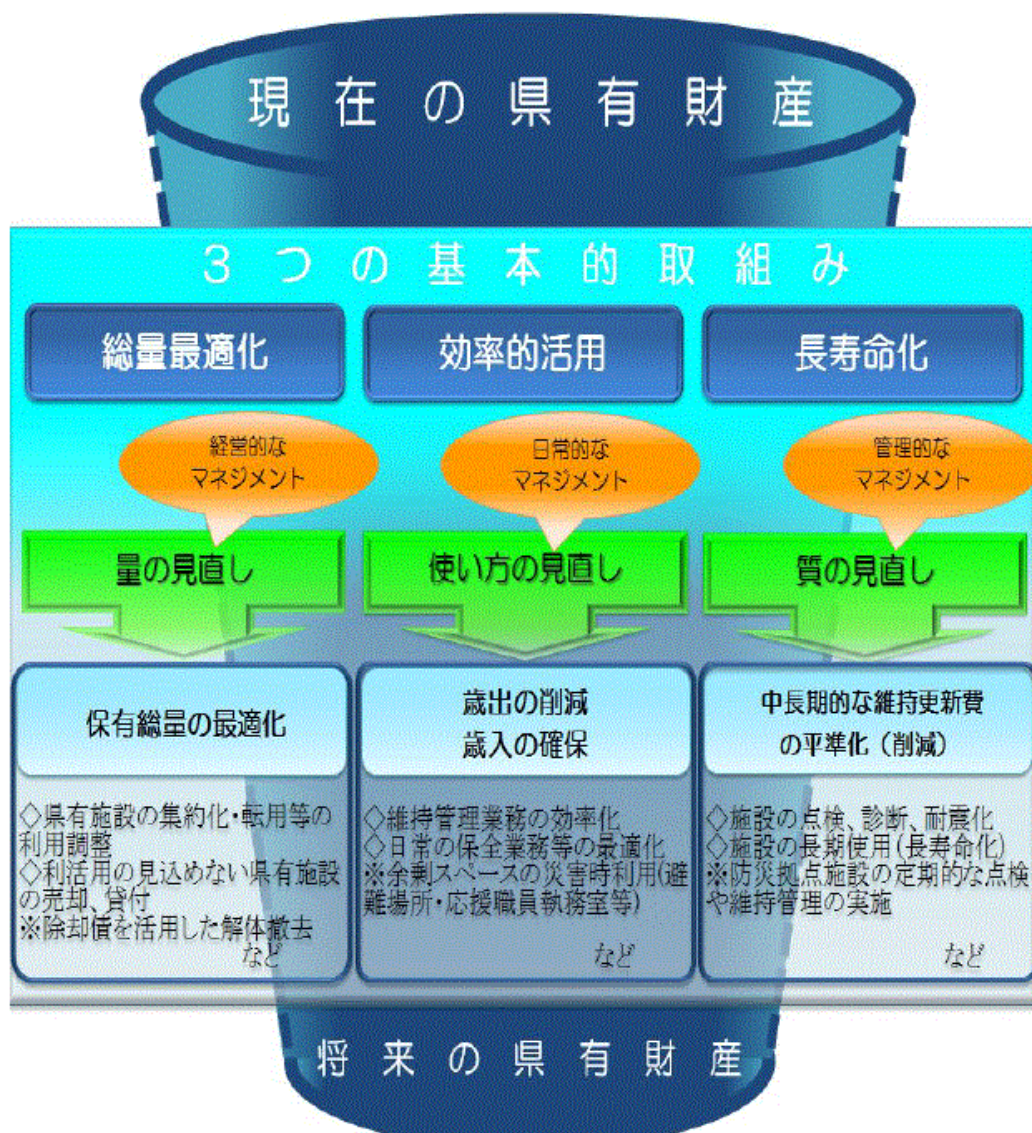 現在の県有財産
３つの基本的取組み
総量最適化
経営的な
マネジメント
量の見直し
保有総量の最適化
◇県有施設の集約化・転用等の
利用調整
◇利活用の見込めない県有施設
の売却、貸付
※除却債を活用した解体撤去
など
効率的活用
日常的な
マネジメント
使い方の見直し
歳出の削減
歳入の確保
◇維持管理業務の効率化
◇日常の保全業務等の最適化
※余剰スペースの災害時利用(避
難場所・応援職員執務室等)
など
長寿命化
管理的な
マネジメント
質の見直し
中長期的な維持更新費
の平準化（削減）
◇施設の点検、診断、耐震化
◇施設の長期使用(長寿命化)
※防災拠点施設の定期的な点検
や維持管理の実施
など
将来の県有財産